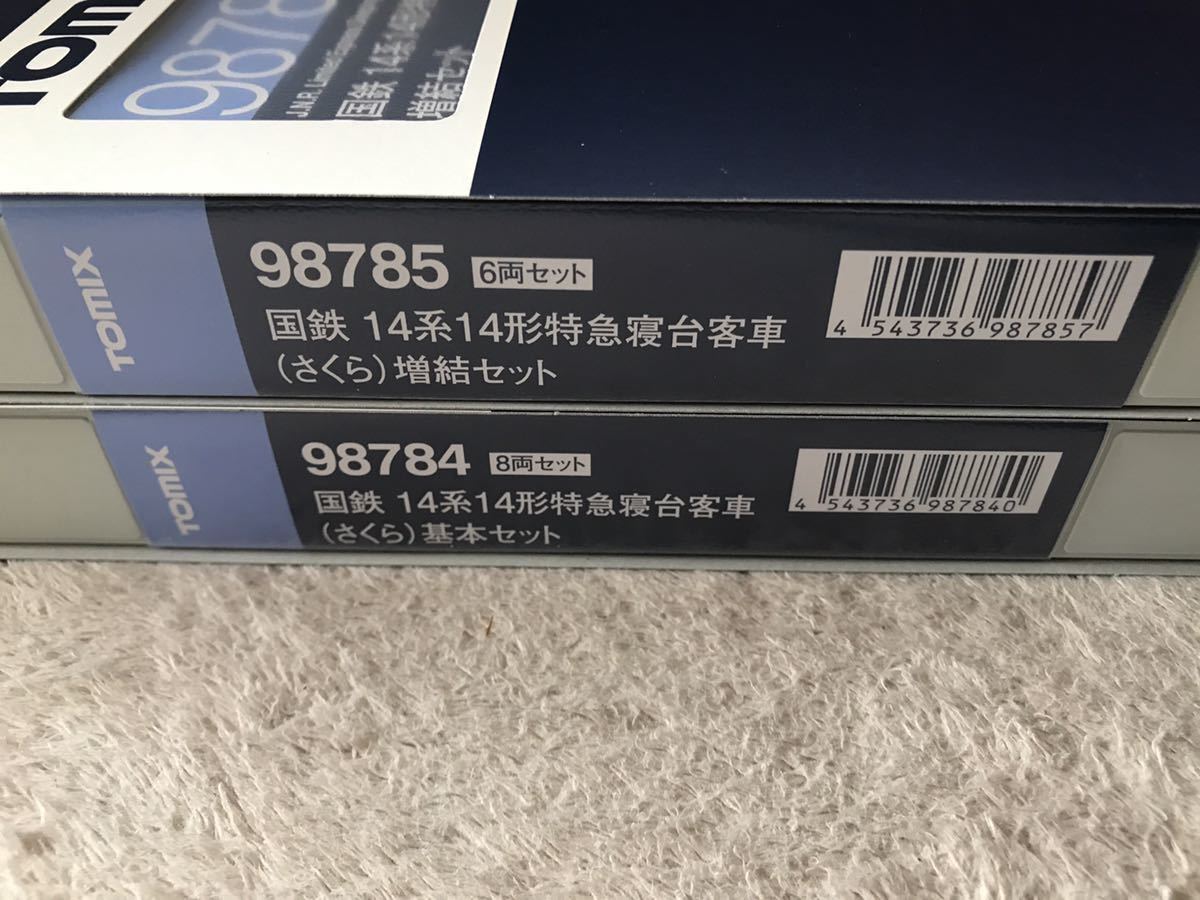 TOM
9878
J.N.R. Limited Express
国鉄 14系14形
増結セット
TOMIX
98785 6両セット
国鉄 14系14形特急寝台客車
(さくら)増結セット
4 543736 987857
TOMIX
98784 8両セット
国鉄 14系14形特急寝台客車
(さくら)基本セット
4 543736 987840